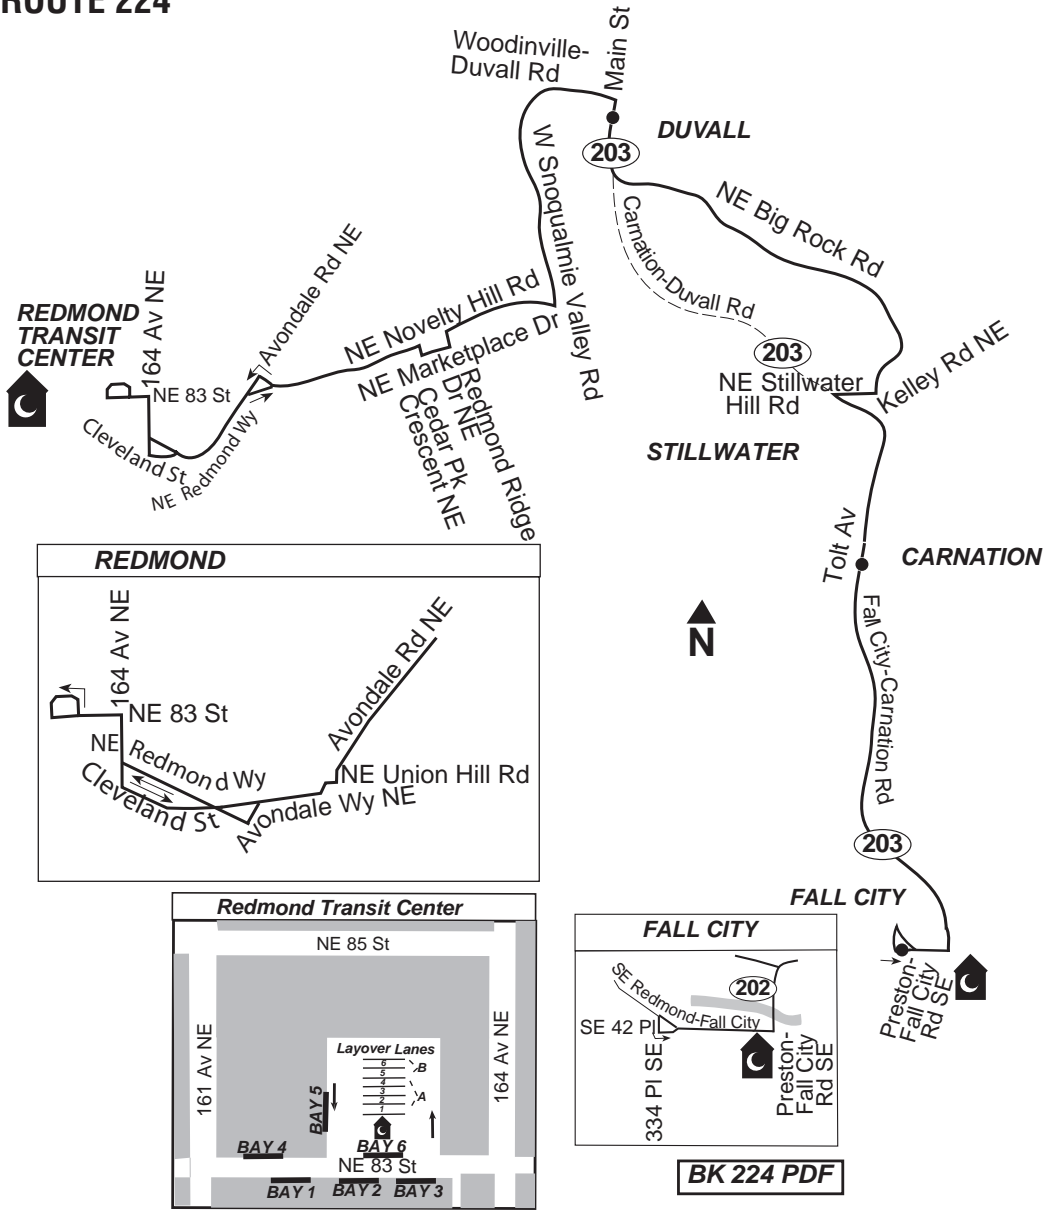 ROUTE 224
Woodinville-
Duvall Rd
Main St
DUVALL
203
W Snoqualmie Valley Rd
NE Big Rock Rd
Carnation-Duvall Rd
Avondale Rd NE
164 Av NE
REDMOND
TRANSIT
CENTER
NE Novelty Hill Rd
NE Marketplace Dr
203
NE Stillwater
Hill Rd
Kelley Rd NE
NE 83 St
Cleveland St
NE Redmond Wy
Redmond Ridge
Dr NE
Cedar Pk
Crescent NE
STILLWATER
Tolt Av
CARNATION
N
Fall City-Carnation Rd
203
FALL CITY
Preston-
Fall City
Rd SE
REDMOND
164 Av NE
Avondale Rd NE
NE 83 St
NE Redmond Wy
Cleveland St
NE Union Hill Rd
Avondale Wy NE
Redmond Transit Center
NE 85 St
161 Av NE
164 Av NE
Layover Lanes
6
5
4
3
2
1
B
A
BAY 5
BAY 4
BAY 6
NE 83 St
BAY 1
BAY 2
BAY 3
FALL CITY
202
SE Redmond-Fall City
SE 42 Pl
334 Pl SE
Preston-
Fall City
Rd SE
BK 224 PDF